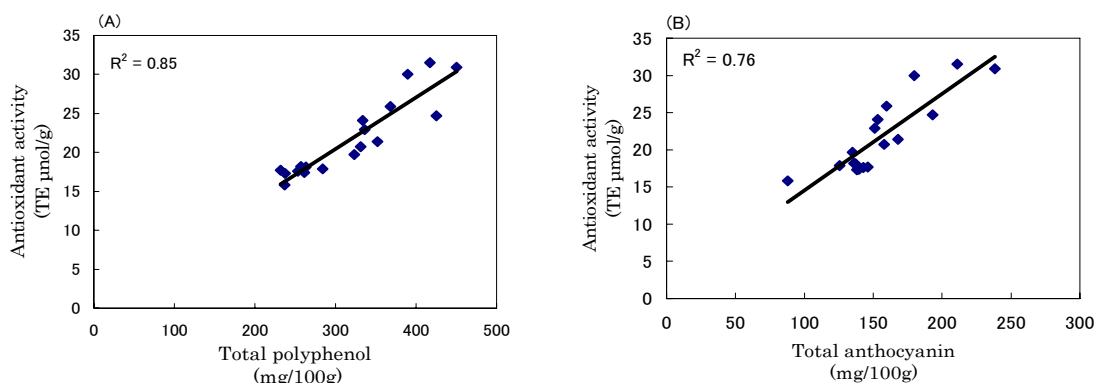 (A)
R² = 0.85
Antioxidant activity
(TE µnol/g)
35
30
25
20
15
10
5
0
0 100 200 300 400 500
Total polyphenol
(mg/100g)
(B)
R² = 0.76
Antioxidant activity
(TE µmol/g)
35
30
25
20
15
10
5
0
0 50 100 150 200 250 300
Total anthocyanin
(mg/100g)